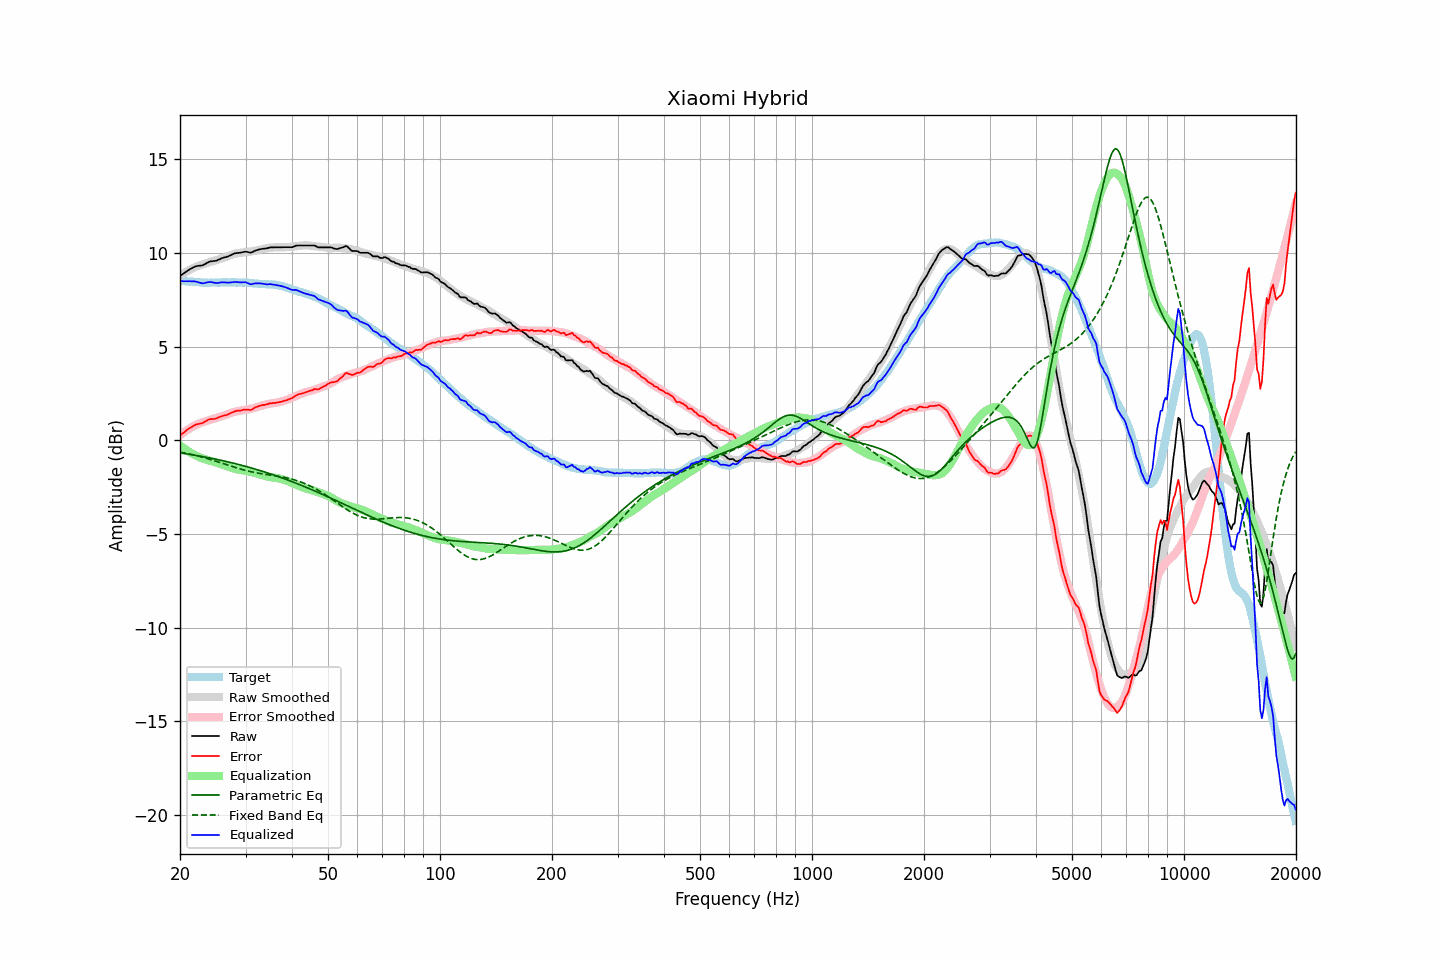 Xiaomi Hybrid
Amplitude (dBr)
15
10
5
0
−5
−10
−15
−20
Target
Raw Smoothed
Error Smoothed
Raw
Error
Equalization
Parametric Eq
Fixed Band Eq
Equalized
20 50 100 200 500 1000 2000 5000 10000 20000
Frequency (Hz)